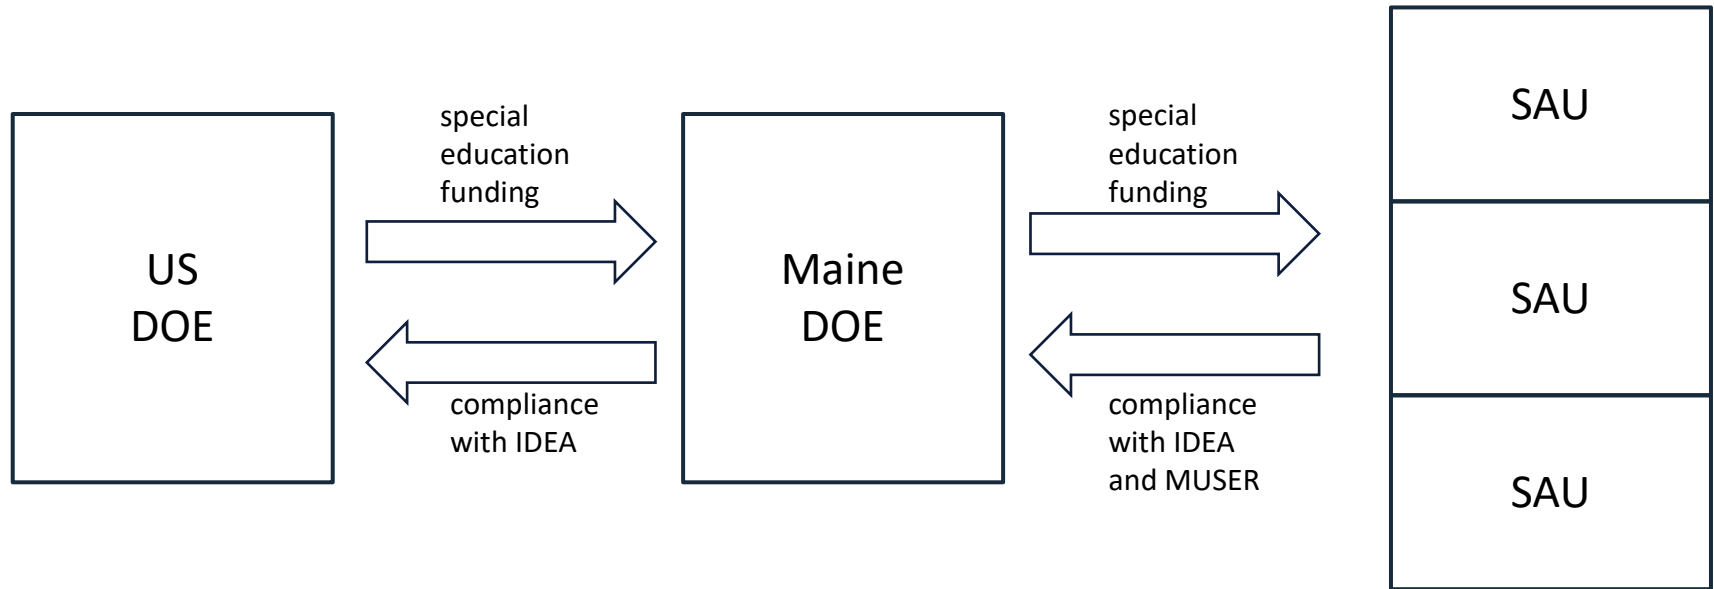 US
DOE
special
education
funding
compliance
with IDEA
Maine
DOE
special
education
funding
compliance
with IDEA
and MUSER
SAU
SAU
SAU